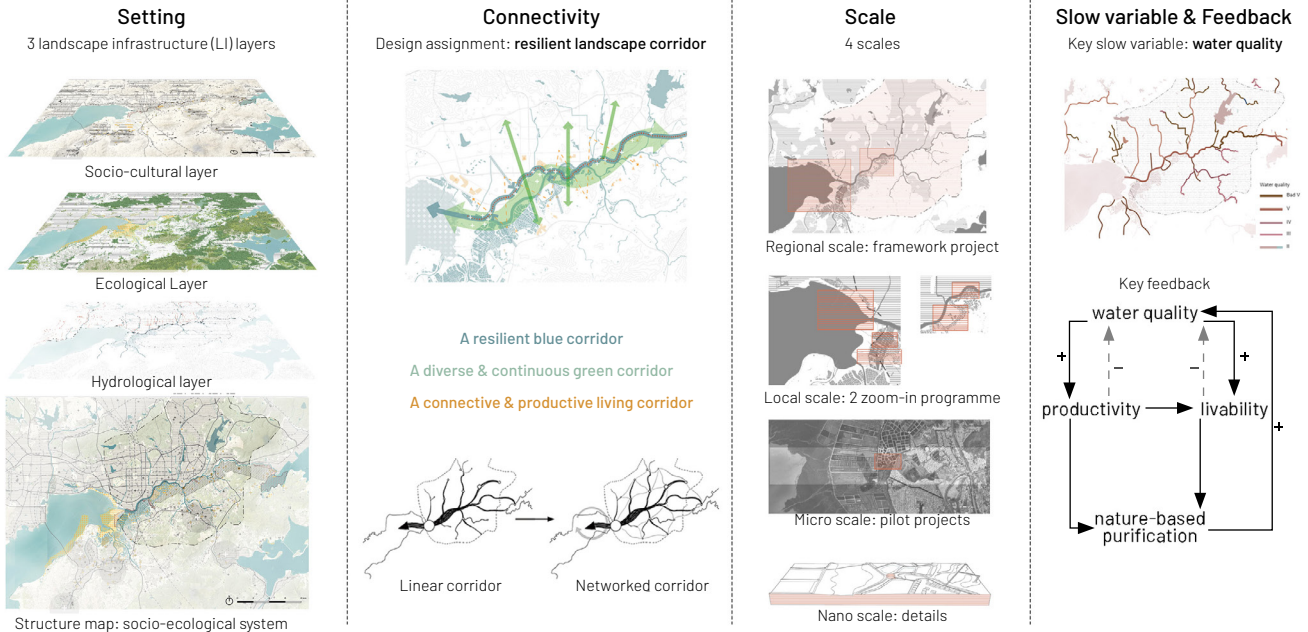 Setting
3 landscape infrastructure (LI) layers
Socio-cultural layer
Ecological Layer
Hydrological layer
Structure map: socio-ecological system
Connectivity
Design assignment: resilient landscape corridor
A resilient blue corridor
A diverse & continuous green corridor
A connective & productive living corridor
Linear corridor
Networked corridor
Scale
4 scales
Regional scale: framework project
Local scale: 2 zoom-in programme
Micro scale: pilot projects
Nano scale: details
Slow variable & Feedback
Key slow variable: water quality
Water quality
Bad V
V
IV
III
II
Key feedback
water quality
+
−
−
+
productivity
livability
+
nature-based
purification